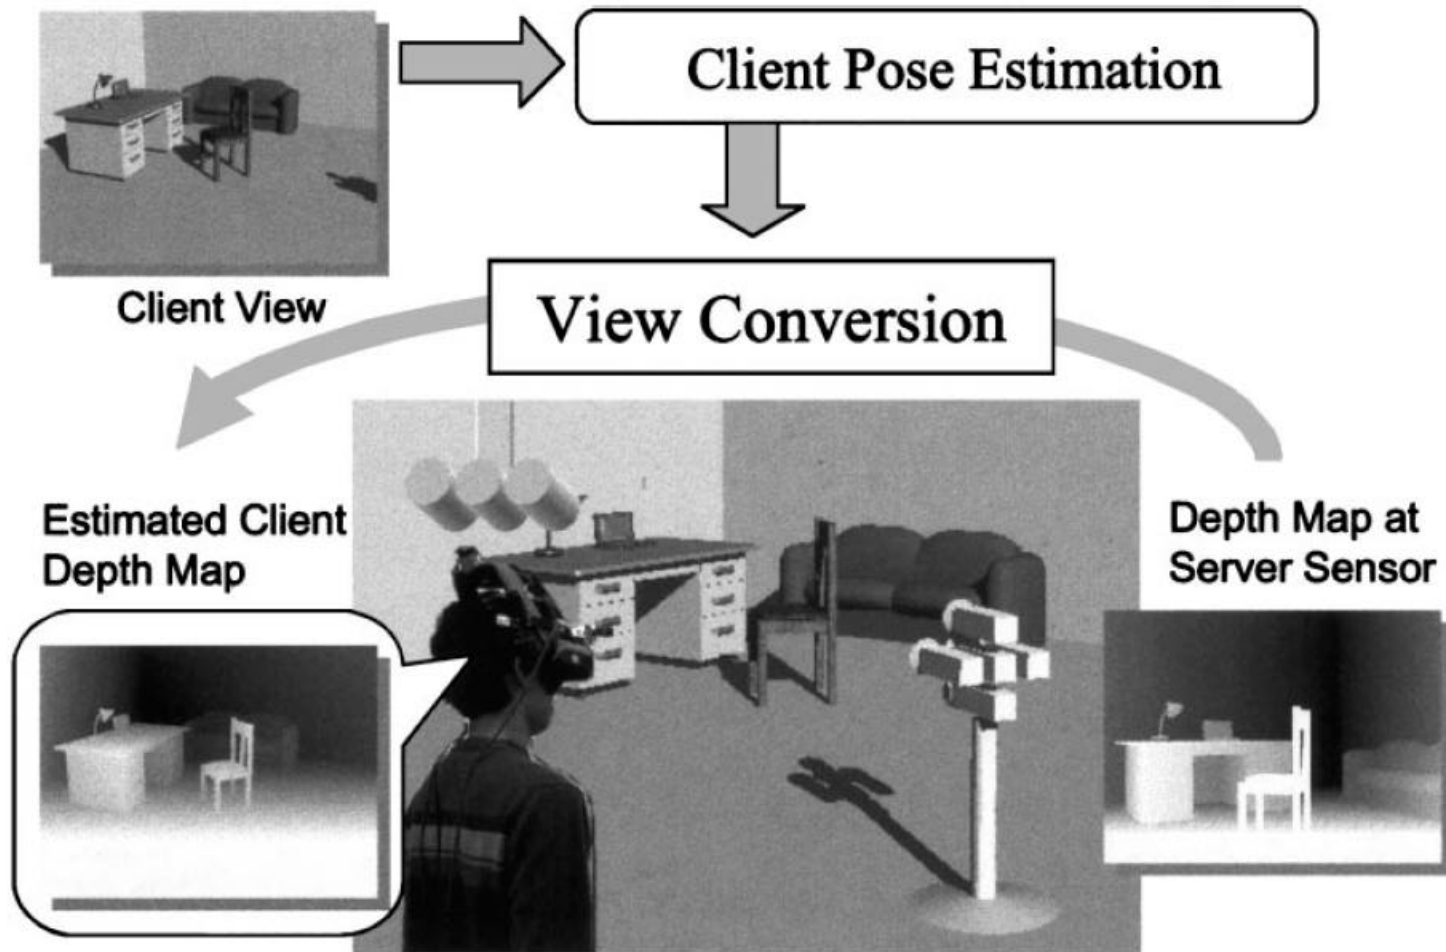 Client Pose Estimation
Client View
View Conversion
Estimated Client
Depth Map
Depth Map at
Server Sensor